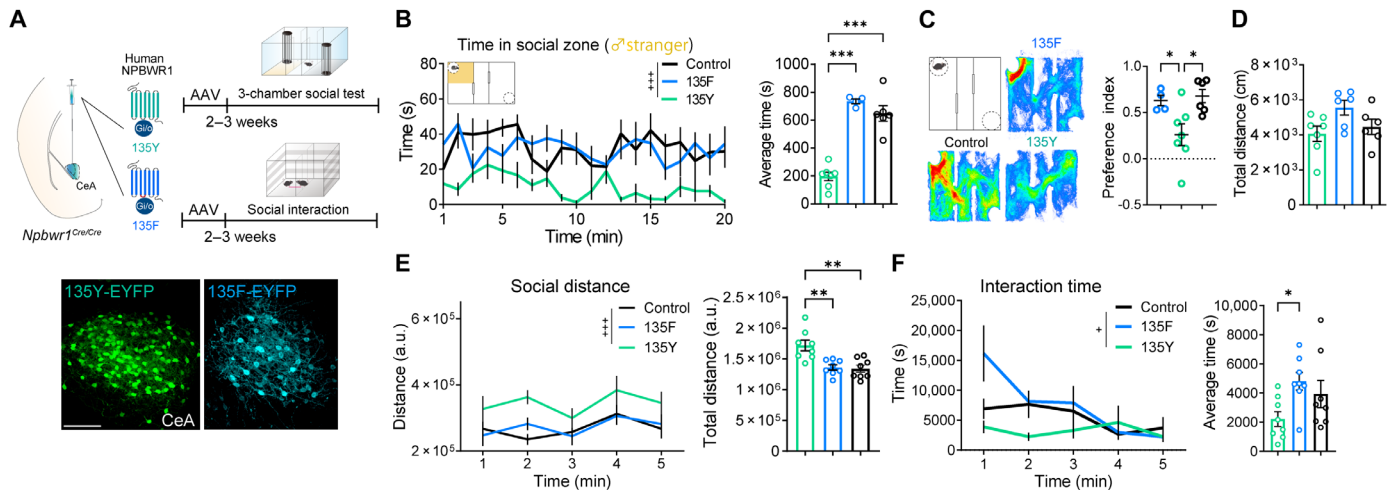 A
Human
NPBWR1
Gi/o
135Y
Gi/o
135F
CeA
Npbwr1Cre/Cre
AAV
3-chamber social test
2–3 weeks
AAV
Social interaction
2–3 weeks
135Y-EYFP
135F-EYFP
CeA
B
Time in social zone (♂stranger)
Control
135F
135Y
+++
Time (s)
80
60
40
20
0
1
5
10
15
20
Time (min)
***
***
Average time (s)
1000
800
600
400
200
0
C
135F
Control
135Y
* *
Preference index
1.0
0.5
0.0
-0.5
D
Total distance (cm)
8 × 10³
6 × 10³
4 × 10³
2 × 10³
0
E
Social distance
Control
135F
135Y
+++
Distance (a.u.)
6 × 10⁵
4 × 10⁵
2 × 10⁵
1 2 3 4 5
Time (min)
**
**
Total distance (a.u.)
2.5 × 10⁶
2 × 10⁶
1.5 × 10⁶
1 × 10⁶
5 × 10⁵
0
F
Interaction time
Control
135F
135Y
+
Time (s)
25,000
20,000
15,000
10,000
5000
0
1 2 3 4 5
Time (min)
*
Average time (s)
10,000
8000
6000
4000
2000
0